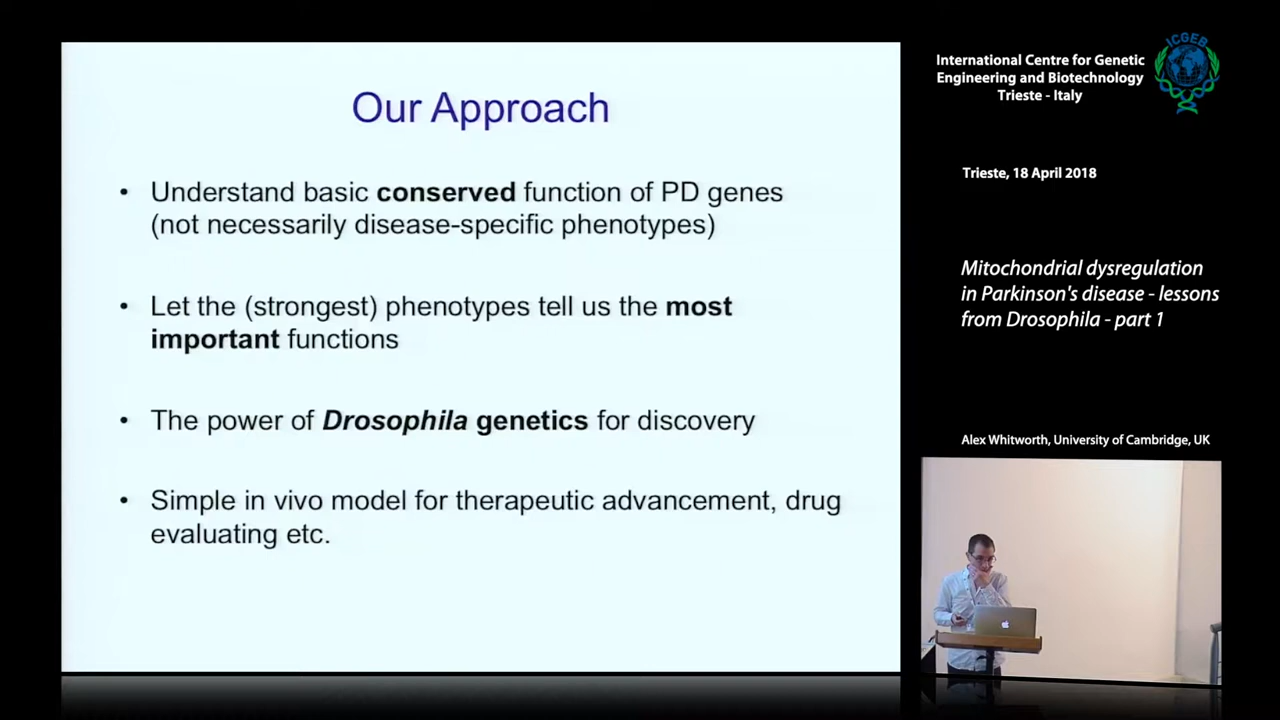 Our Approach
• Understand basic conserved function of PD genes
(not necessarily disease-specific phenotypes)
• Let the (strongest) phenotypes tell us the most
important functions
• The power of Drosophila genetics for discovery
• Simple in vivo model for therapeutic advancement, drug
evaluating etc.
International Centre for Genetic
Engineering and Biotechnology
Trieste - Italy
ICGEB
Trieste, 18 April 2018
Mitochondrial dysregulation
in Parkinson's disease - lessons
from Drosophila - part 1
Alex Whitworth, University of Cambridge, UK